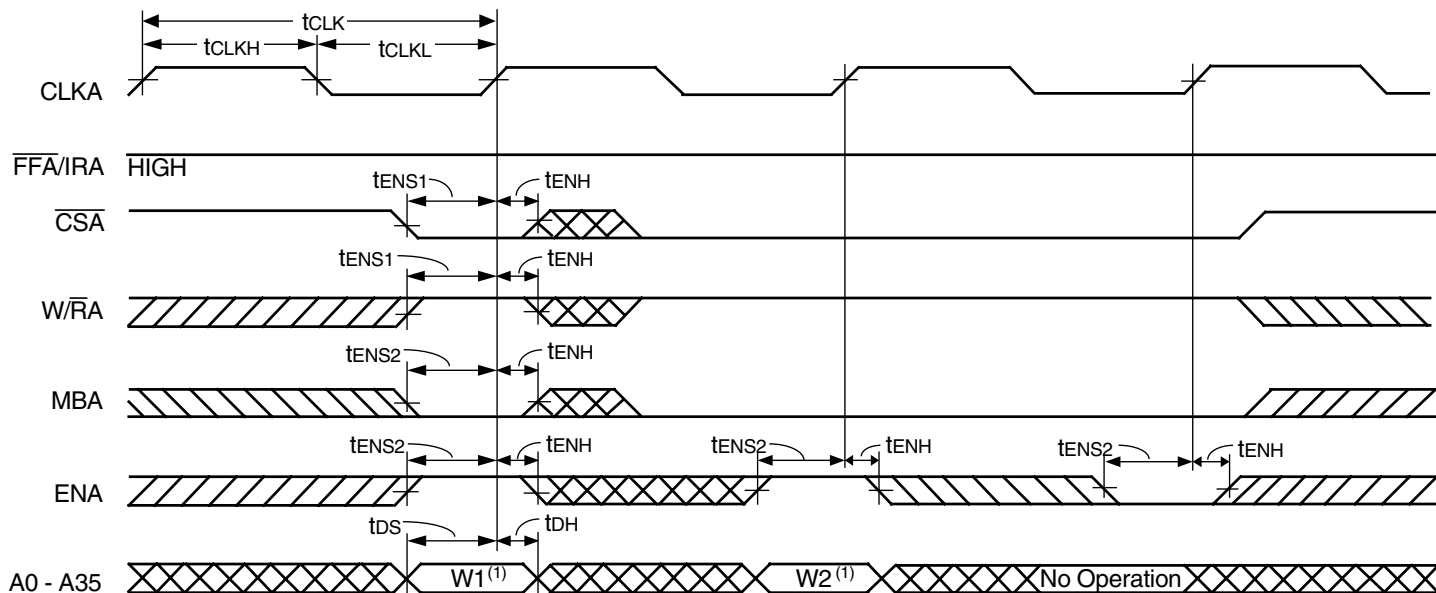 tCLK
tCLKH tCLKL
CLKA
FFA/IRA HIGH
tENS1 tENH
CSA
tENS1 tENH
W/RA
tENS2 tENH
MBA
tENS2 tENH tENS2 tENH tENS2 tENH
ENA
tDS tDH
A0 - A35 W1(1) W2(1) No Operation